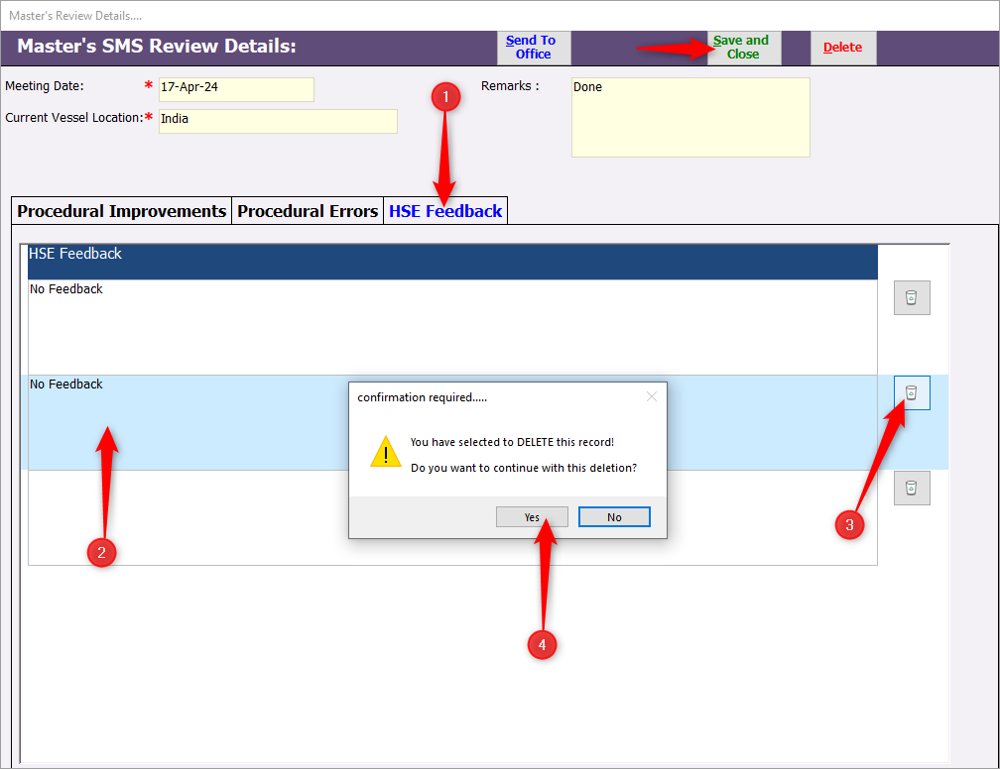 Master's Review Details....
Master's SMS Review Details:
Send To
Office
Save and
Close
Delete
Meeting Date:
*
17-Apr-24
Remarks :
Done
Current Vessel Location:*
India
1
Procedural Improvements
Procedural Errors
HSE Feedback
HSE Feedback
No Feedback
No Feedback
confirmation required.....
You have selected to DELETE this record!
Do you want to continue with this deletion?
Yes
No
2
3
4